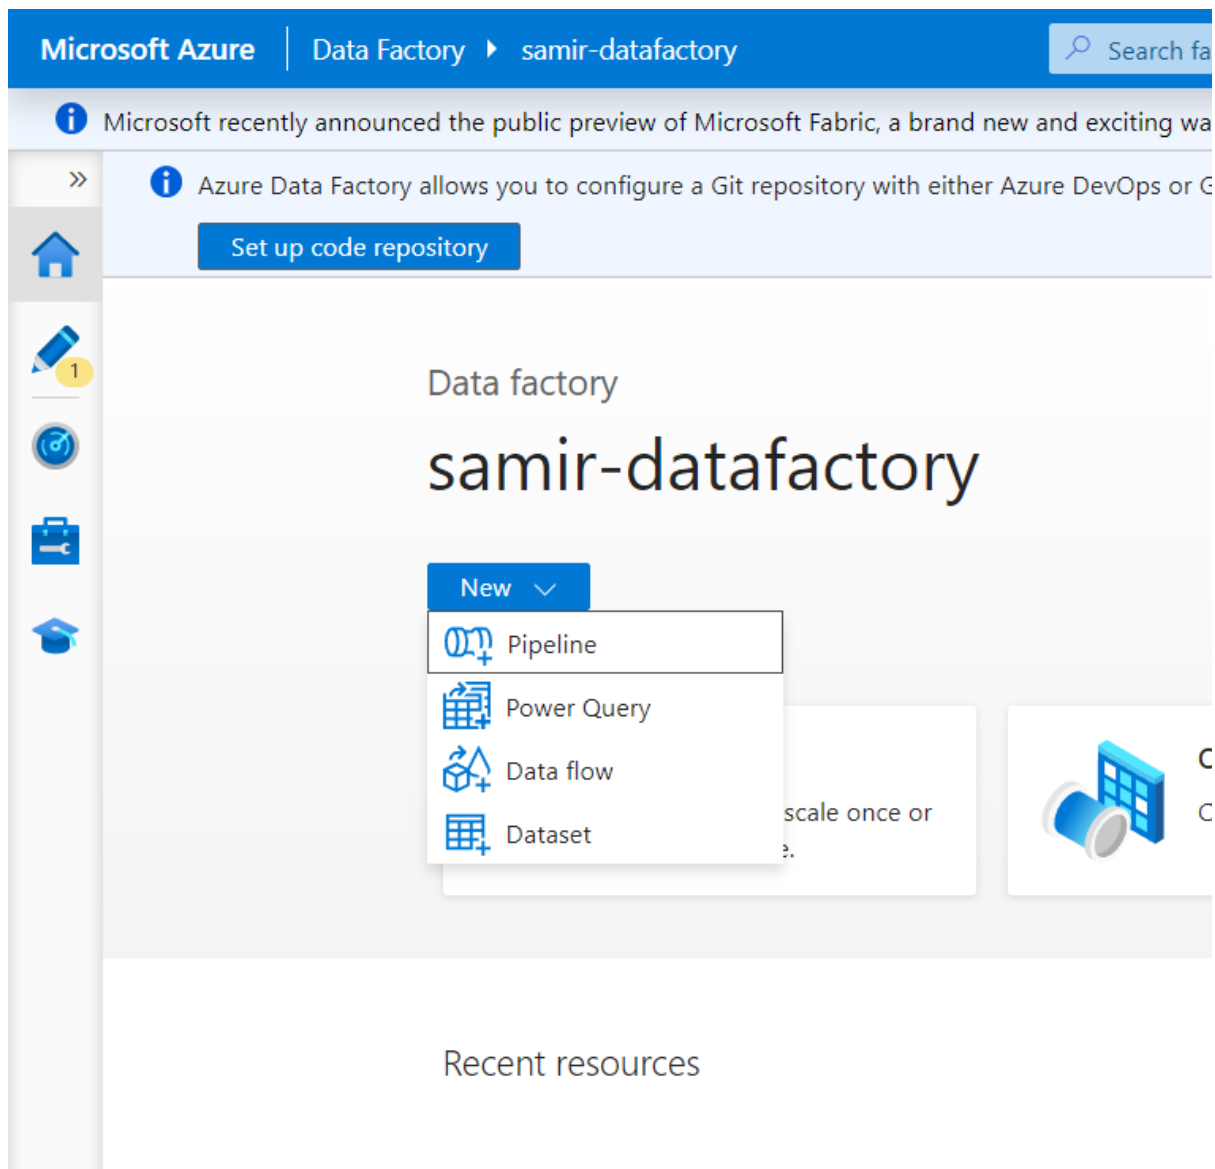 Microsoft Azure Data Factory samir-datafactory Search fa
Microsoft recently announced the public preview of Microsoft Fabric, a brand new and exciting wa
Azure Data Factory allows you to configure a Git repository with either Azure DevOps or G
Set up code repository
1
Data factory
samir-datafactory
New
Pipeline
Power Query
Data flow
Dataset
scale once or
Recent resources